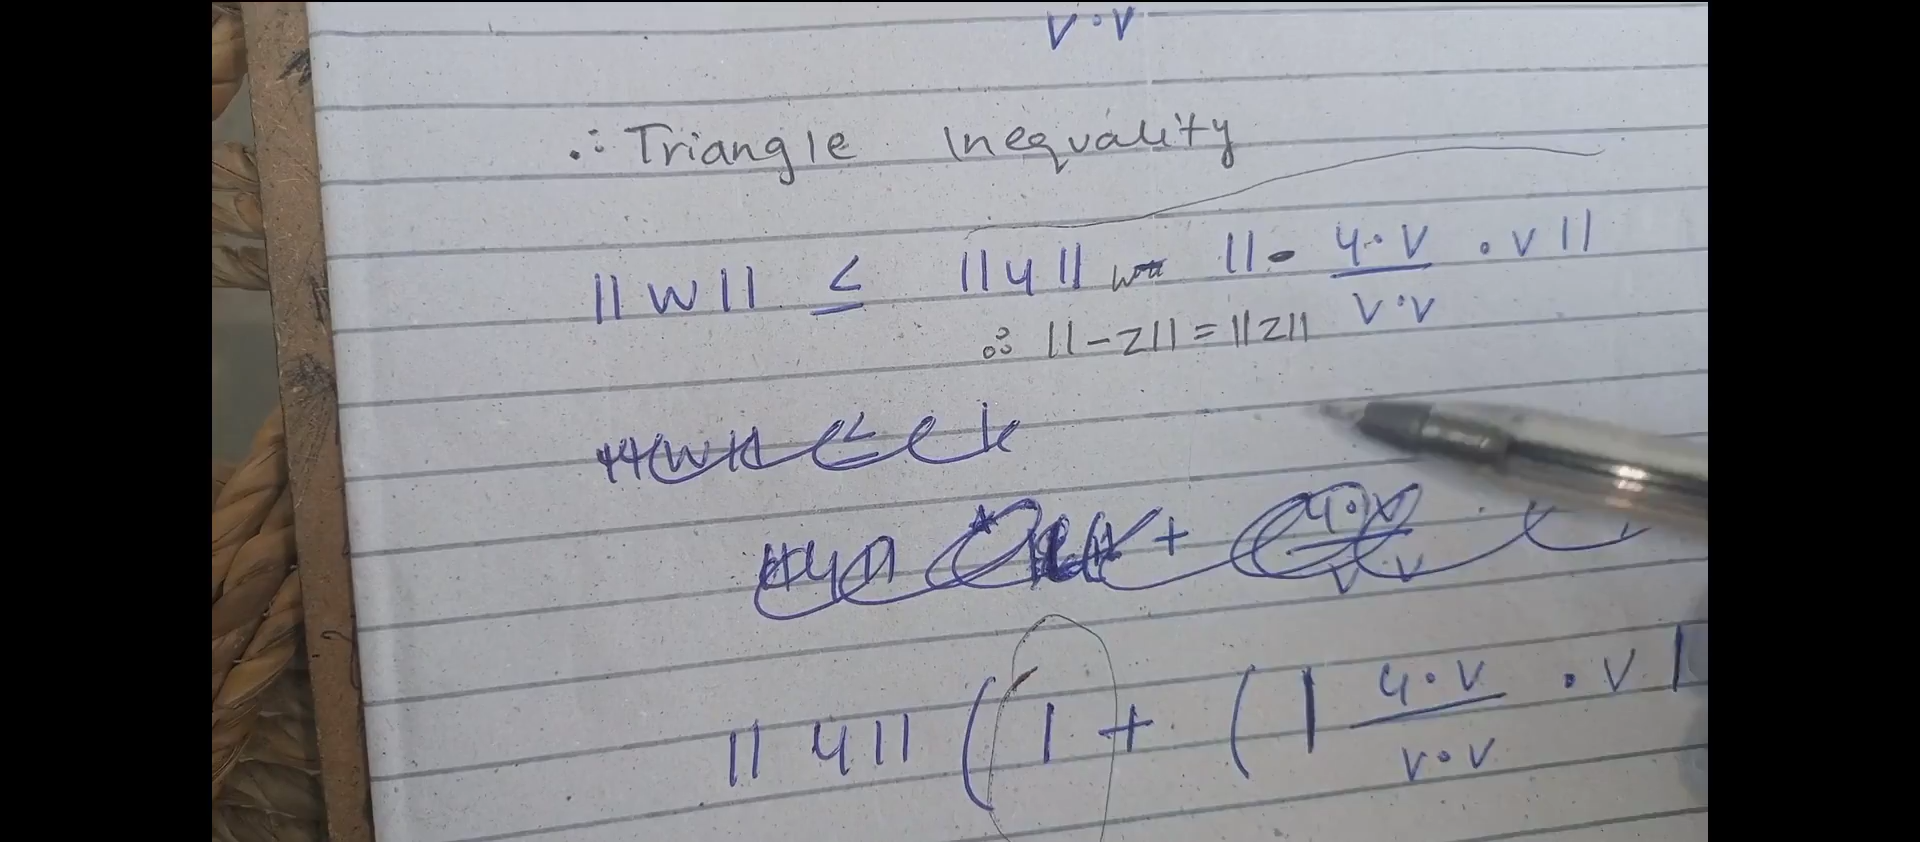 V·V
∴ Triangle Inequality
||w|| ≤ ||u|| ||- u·v/v·v · v||
∴ ||-z|| = ||z||
||u|| (1 + (| u·v/v·v · v|